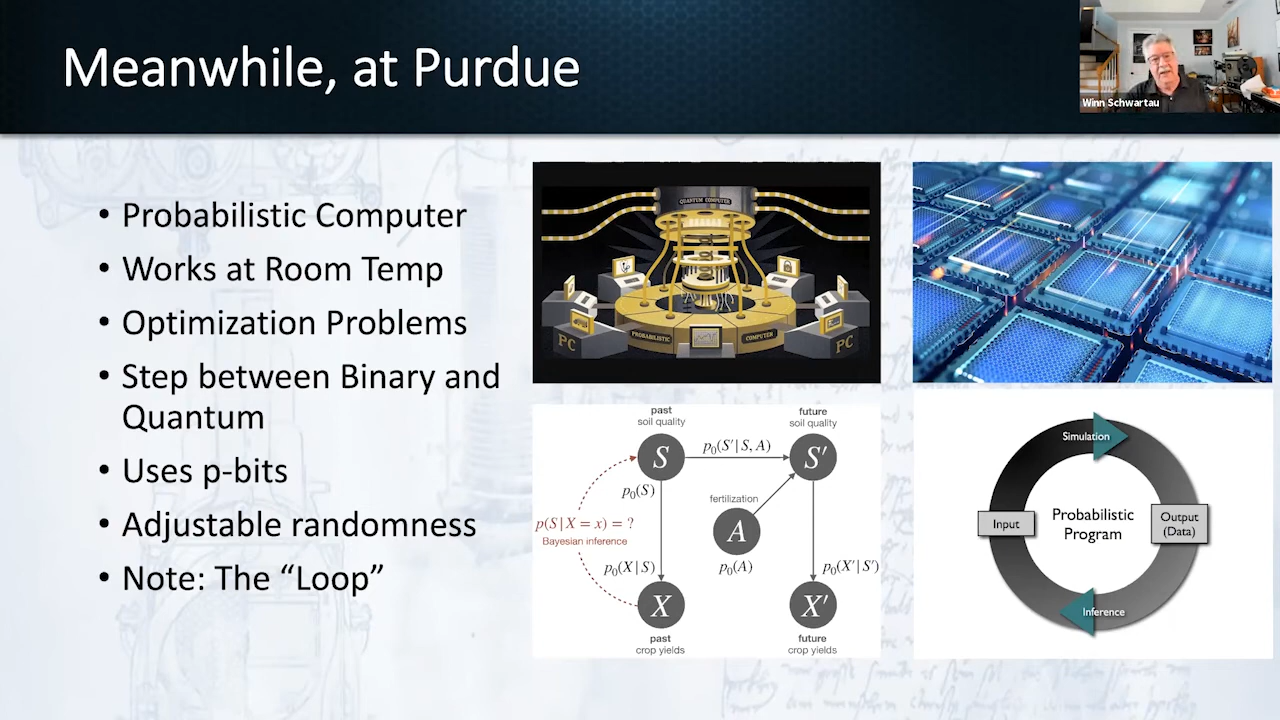 Meanwhile, at Purdue
Winn Schwartau
• Probabilistic Computer
• Works at Room Temp
• Optimization Problems
• Step between Binary and
Quantum
• Uses p-bits
• Adjustable randomness
• Note: The “Loop”
QUANTUM COMPUTER
PROBABILISTIC
COMPUTER
PC
PC
past
soil quality
future
soil quality
S
p₀(S′|S, A)
S′
p₀(S)
fertilization
A
p₀(A)
p(S|X = x) = ?
Bayesian inference
p₀(X|S)
p₀(X′|S′)
X
X′
past
crop yields
future
crop yields
Simulation
Input
Probabilistic
Program
Output
(Data)
Inference